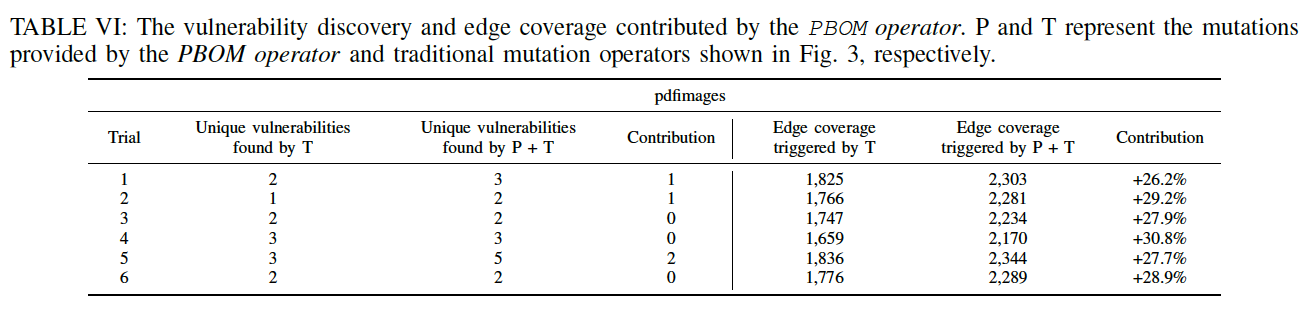 TABLE VI: The vulnerability discovery and edge coverage contributed by the PBOM operator. P and T represent the mutations
provided by the PBOM operator and traditional mutation operators shown in Fig. 3, respectively.
pdfimages
Trial Unique vulnerabilities found by T Unique vulnerabilities found by P + T Contribution Edge coverage triggered by T Edge coverage triggered by P + T Contribution
1 2 3 1 1,825 2,303 +26.2%
2 1 2 1 1,766 2,281 +29.2%
3 2 2 0 1,747 2,234 +27.9%
4 3 3 0 1,659 2,170 +30.8%
5 3 5 2 1,836 2,344 +27.7%
6 2 2 0 1,776 2,289 +28.9%